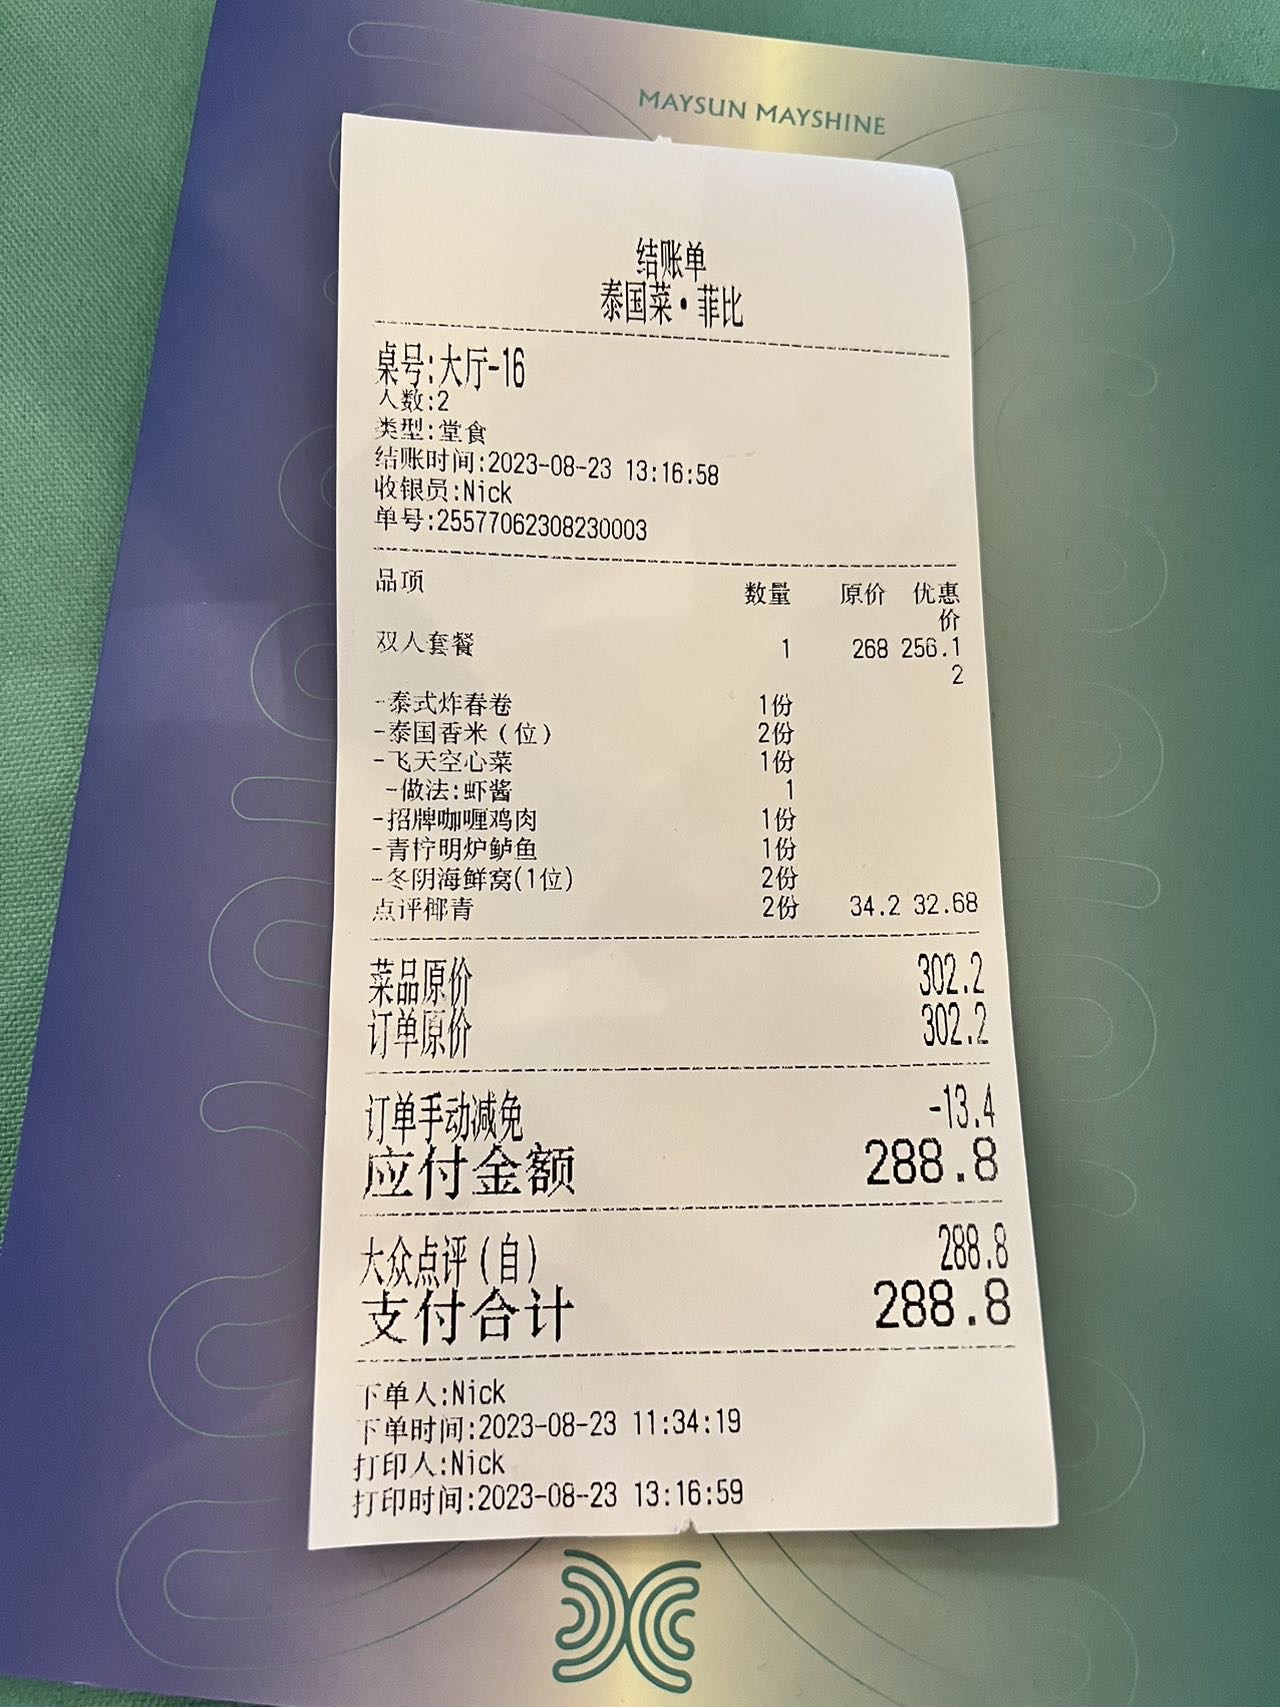 MAYSUN MAYSHINE
结账单
泰国菜·菲比
桌号:大厅-16
人数:2
类型:堂食
结账时间:2023-08-23 13:16:58
收银员:Nick
单号:25577062308230003
品项 数量 原价 优惠价
双人套餐 1 268 256.12
-泰式炸春卷 1份
-泰国香米(位) 2份
-飞天空心菜 1份
-做法:虾酱 1
-招牌咖喱鸡肉 1份
-青柠明炉鲈鱼 1份
-冬阴海鲜窝(1位) 2份
点评椰青 2份 34.2 32.68
菜品原价 302.2
订单原价 302.2
订单手动减免 -13.4
应付金额 288.8
大众点评(自) 288.8
支付合计 288.8
下单人:Nick
下单时间:2023-08-23 11:34:19
打印人:Nick
打印时间:2023-08-23 13:16:59